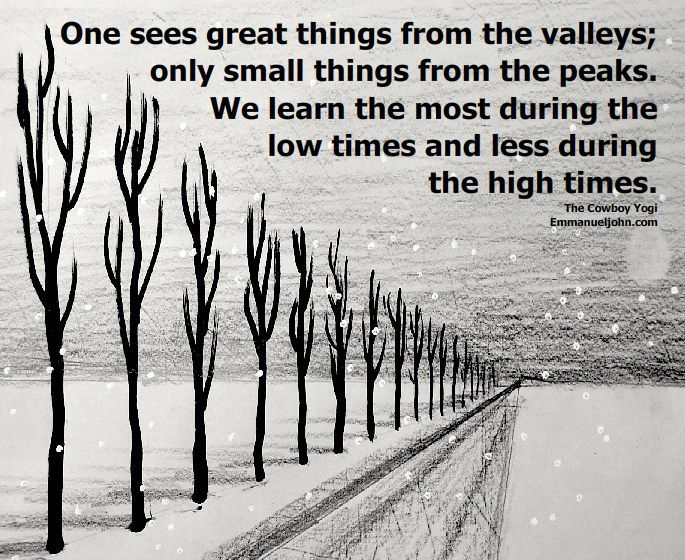 One sees great things from the valleys;
only small things from the peaks.
We learn the most during the
low times and less during
the high times.
The Cowboy Yogi
Emmanueljohn.com